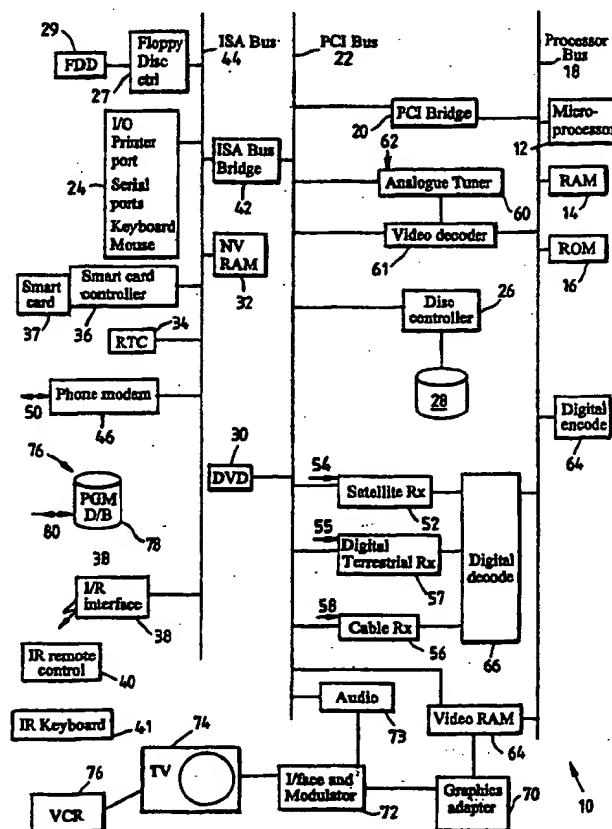 29
FDD
Floppy
Disc
ctrl
27
ISA Bus
44
PCI Bus
22
Processor
Bus
18
I/O
Printer
port
Serial
ports
Keyboard
Mouse
24
ISA Bus
Bridge
42
PCI Bridge
20
Micro-
processor
12
62
Analogue Tuner
60
RAM
14
Video decoder
61
ROM
16
NV
RAM
32
Smart card
controller
36
Smart
card
37
RTC
34
Disc
controller
26
28
Phone modem
50
46
Digital
encode
64
30
DVD
54
Satellite Rx
52
76
PGM
D/B
80
78
55
Digital
Terrestrial Rx
57
Digital
decode
66
38
I/R
interface
38
58
Cable Rx
56
IR remote
control
40
Audio
73
Video RAM
64
IR Keyboard
41
74
TV
76
VCR
I/face and
Modulator
72
Graphics
adapter
70
10